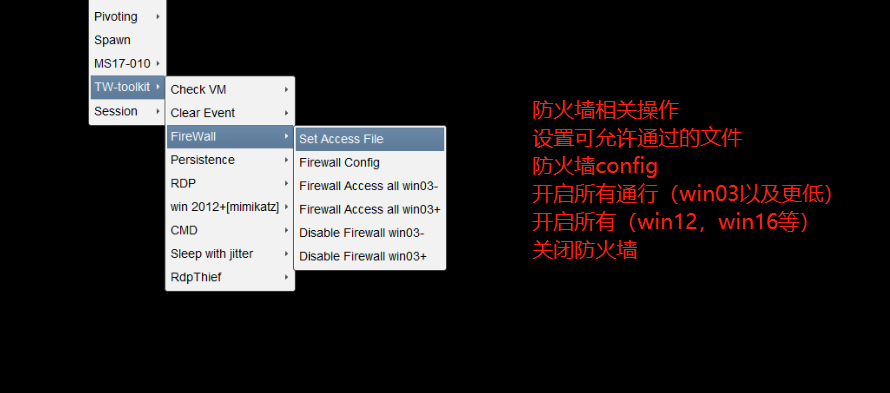 Pivoting
Spawn
MS17-010
TW-toolkit
Session
Check VM
Clear Event
FireWall
Persistence
RDP
win 2012+[mimikatz]
CMD
Sleep with jitter
RdpThief
Set Access File
Firewall Config
Firewall Access all win03-
Firewall Access all win03+
Disable Firewall win03-
Disable Firewall win03+
防火墙相关操作
设置可允许通过的文件
防火墙config
开启所有通行（win03以及更低）
开启所有（win12，win16等）
关闭防火墙